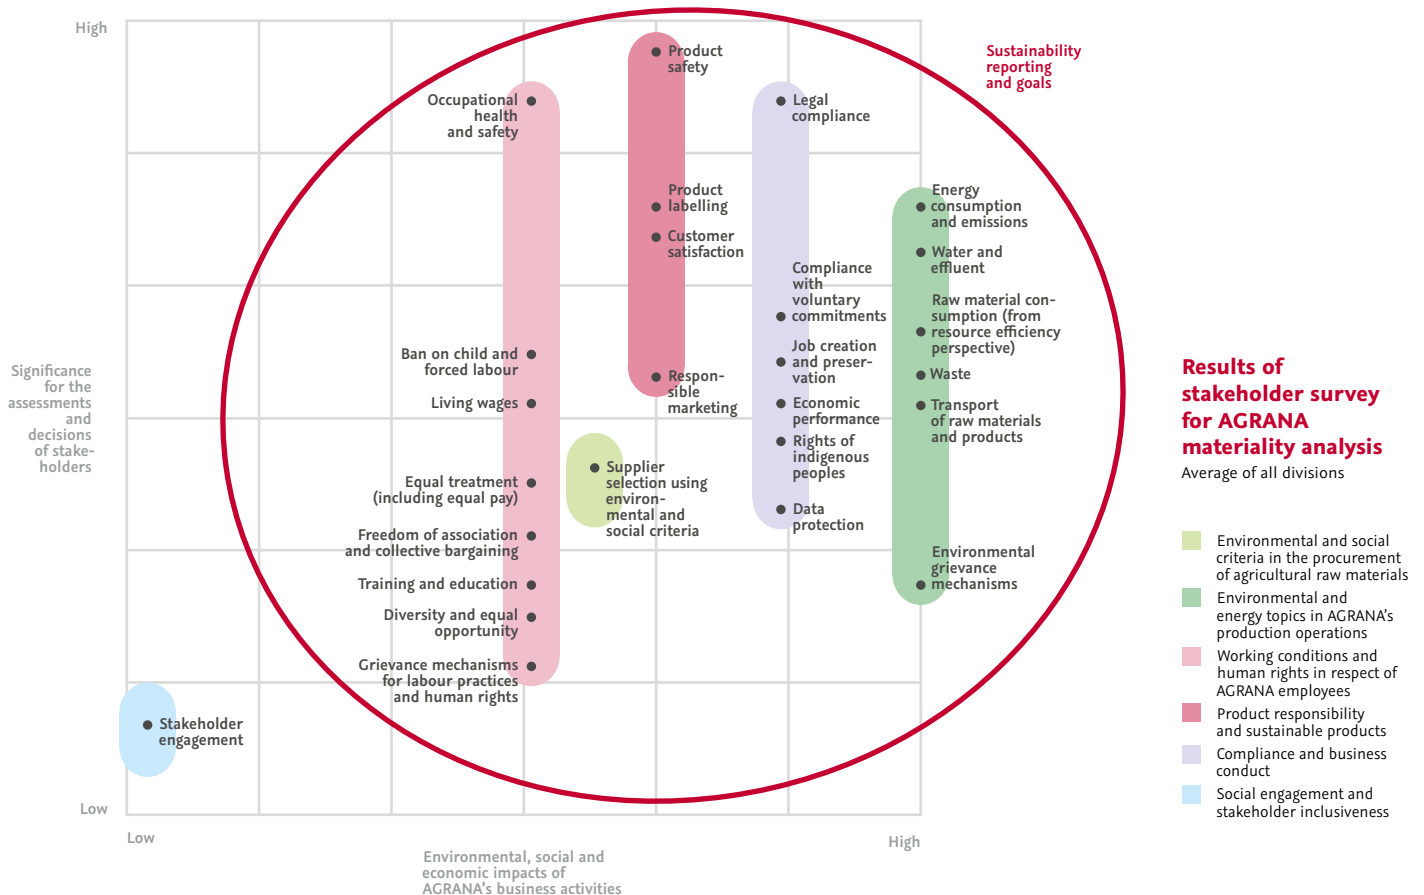 High
Sustainability
reporting
and goals
Product
safety
Occupational
health
and safety
Legal
compliance
Product
labelling
Customer
satisfaction
Energy
consumption
and emissions
Water and
effluent
Compliance
with
voluntary
commitments
Raw material con-
sumption (from
resource efficiency
perspective)
Ban on child and
forced labour
Job creation
and preser-
vation
Significance
for the
assessments
and
decisions
of stake-
holders
Respon-
sible
marketing
Waste
Living wages
Economic
performance
Transport
of raw materials
and products
Rights of
indigenous
peoples
Supplier
selection using
environ-
mental and
social criteria
Equal treatment
(including equal pay)
Data
protection
Freedom of association
and collective bargaining
Environmental
grievance
mechanisms
Training and education
Diversity and equal
opportunity
Grievance mechanisms
for labour practices
and human rights
Stakeholder
engagement
Low
Low
High
Environmental, social and
economic impacts of
AGRANA's business activities
Results of
stakeholder survey
for AGRANA
materiality analysis
Average of all divisions
Environmental and social
criteria in the procurement
of agricultural raw materials
Environmental and
energy topics in AGRANA's
production operations
Working conditions and
human rights in respect of
AGRANA employees
Product responsibility
and sustainable products
Compliance and business
conduct
Social engagement and
stakeholder inclusiveness